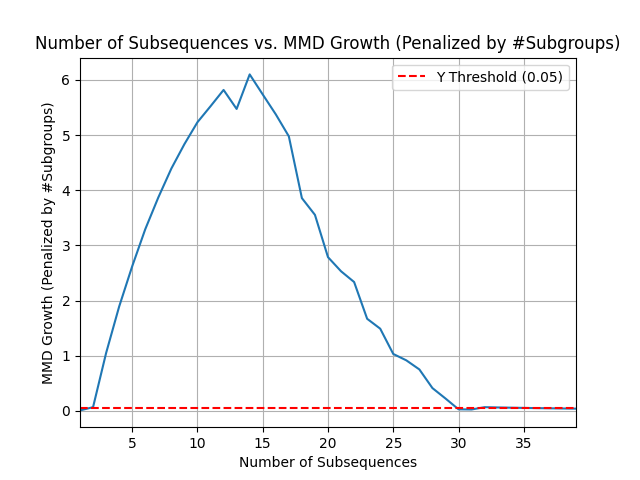 Number of Subsequences vs. MMD Growth (Penalized by #Subgroups)
Y Threshold (0.05)
MMD Growth (Penalized by #Subgroups)
6
5
4
3
2
1
0
5 10 15 20 25 30 35
Number of Subsequences